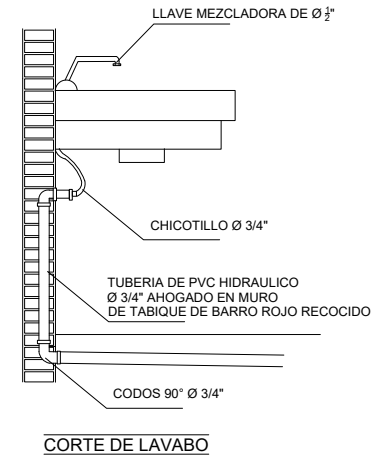 LLAVE MEZCLADORA DE Ø ½"
CHICOTILLO Ø 3/4"
TUBERIA DE PVC HIDRAULICO
Ø 3/4" AHOGADO EN MURO
DE TABIQUE DE BARRO ROJO RECOCIDO
CODOS 90° Ø 3/4"
CORTE DE LAVABO